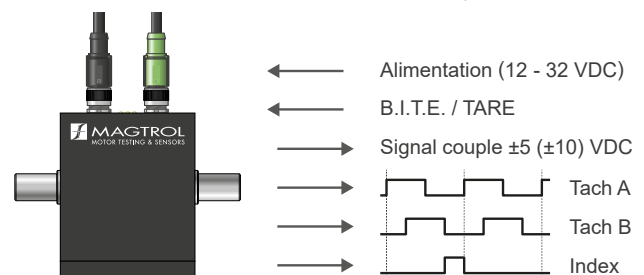 MAGTROL
MOTOR TESTING & SENSORS
Alimentation (12 - 32 VDC)
B.I.T.E. / TARE
Signal couple ±5 (±10) VDC
Tach A
Tach B
Index